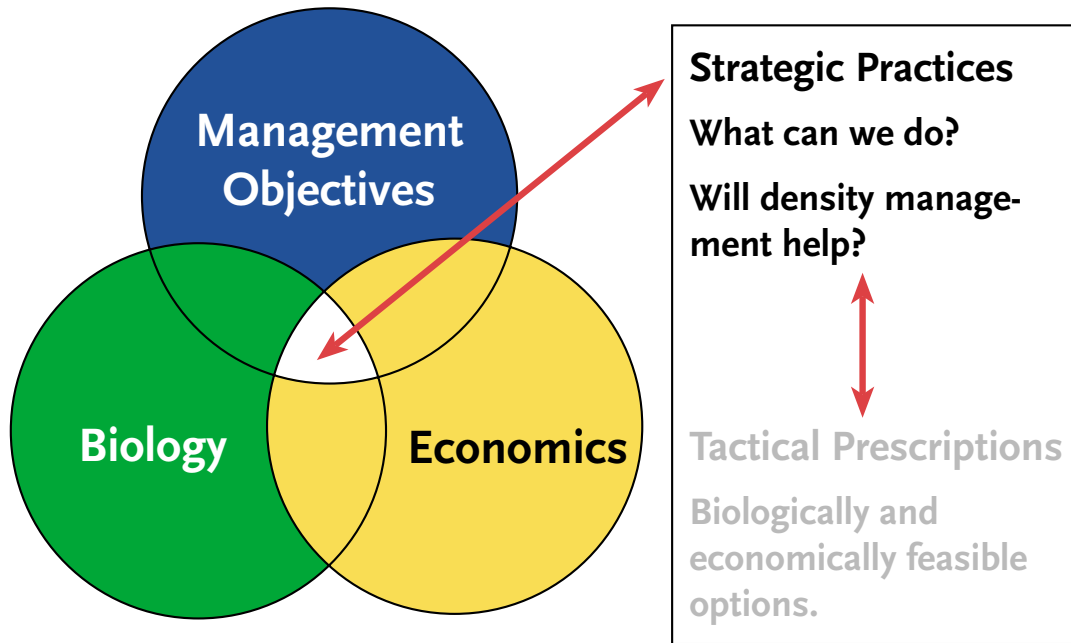 Management
Objectives
Biology
Economics
Strategic Practices
What can we do?
Will density manage-
ment help?
Tactical Prescriptions
Biologically and
economically feasible
options.